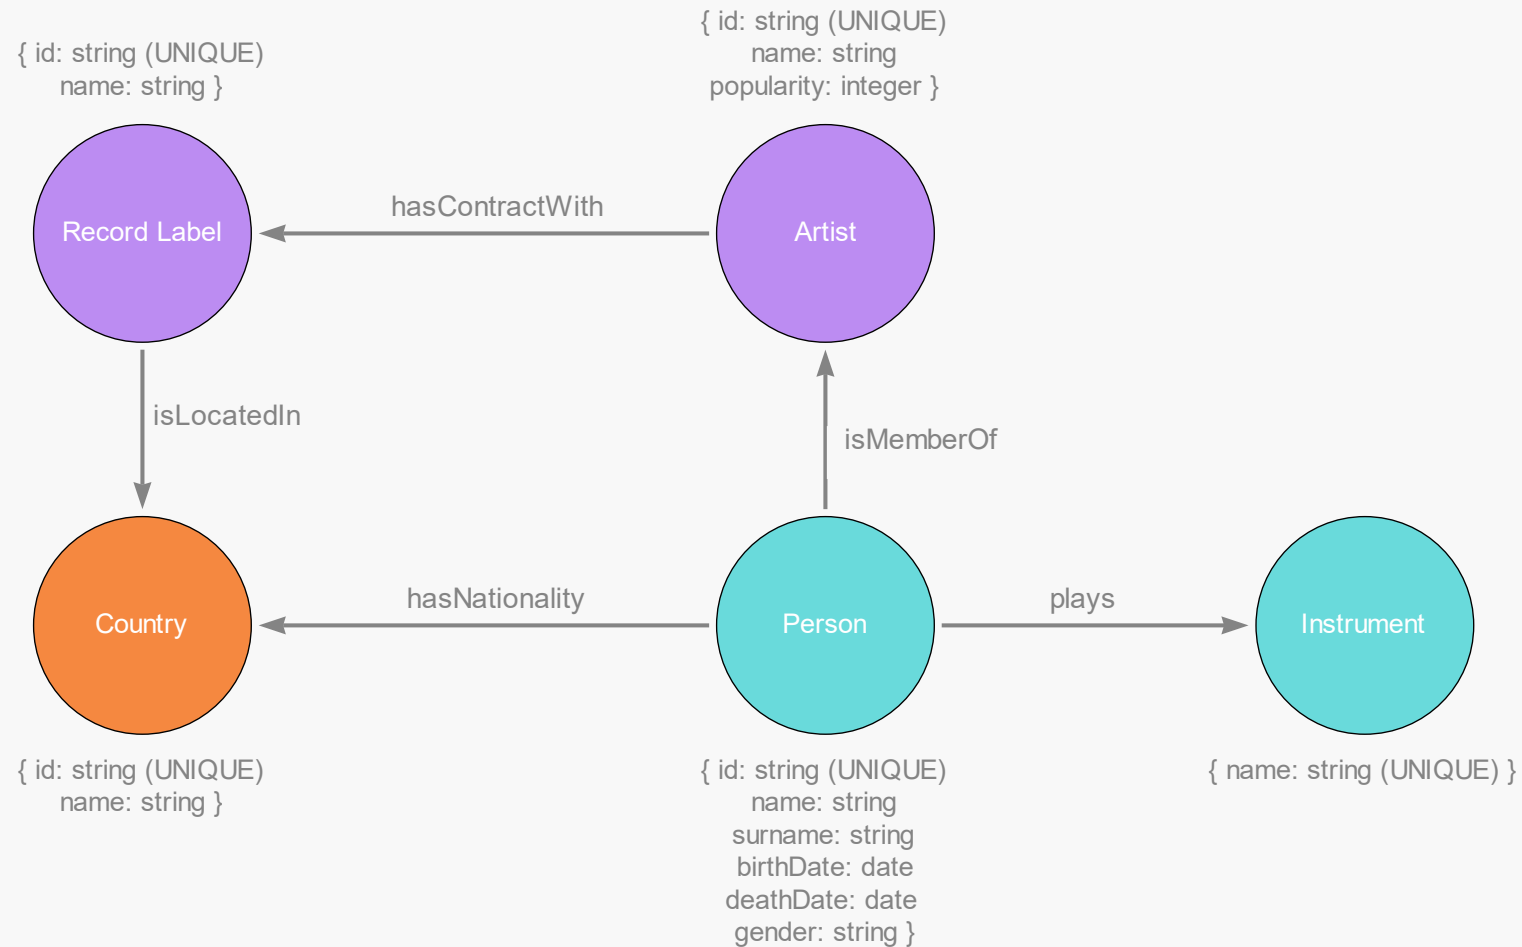 { id: string (UNIQUE)
name: string }
{ id: string (UNIQUE)
name: string
popularity: integer }
Record Label
hasContractWith
Artist
isLocatedIn
isMemberOf
Country
hasNationality
Person
plays
Instrument
{ id: string (UNIQUE)
name: string }
{ id: string (UNIQUE)
name: string
surname: string
birthDate: date
deathDate: date
gender: string }
{ name: string (UNIQUE) }